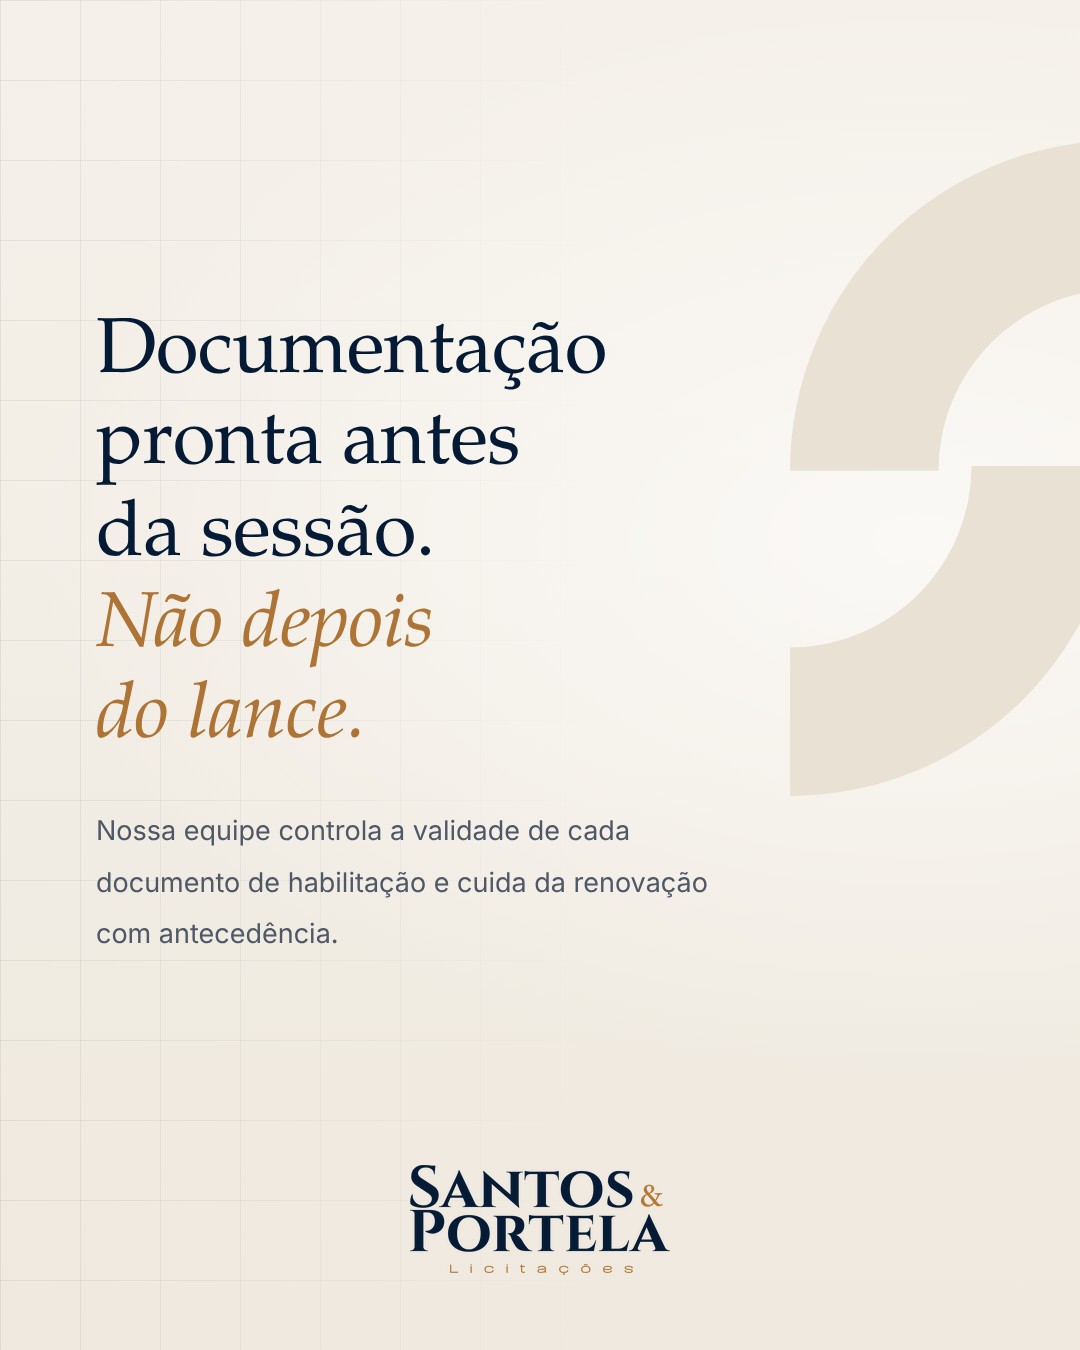 Documentação
pronta antes
da sessão.
Não depois
do lance.
Nossa equipe controla a validade de cada
documento de habilitação e cuida da renovação
com antecedência.
SANTOS &
PORTELA
Licitações